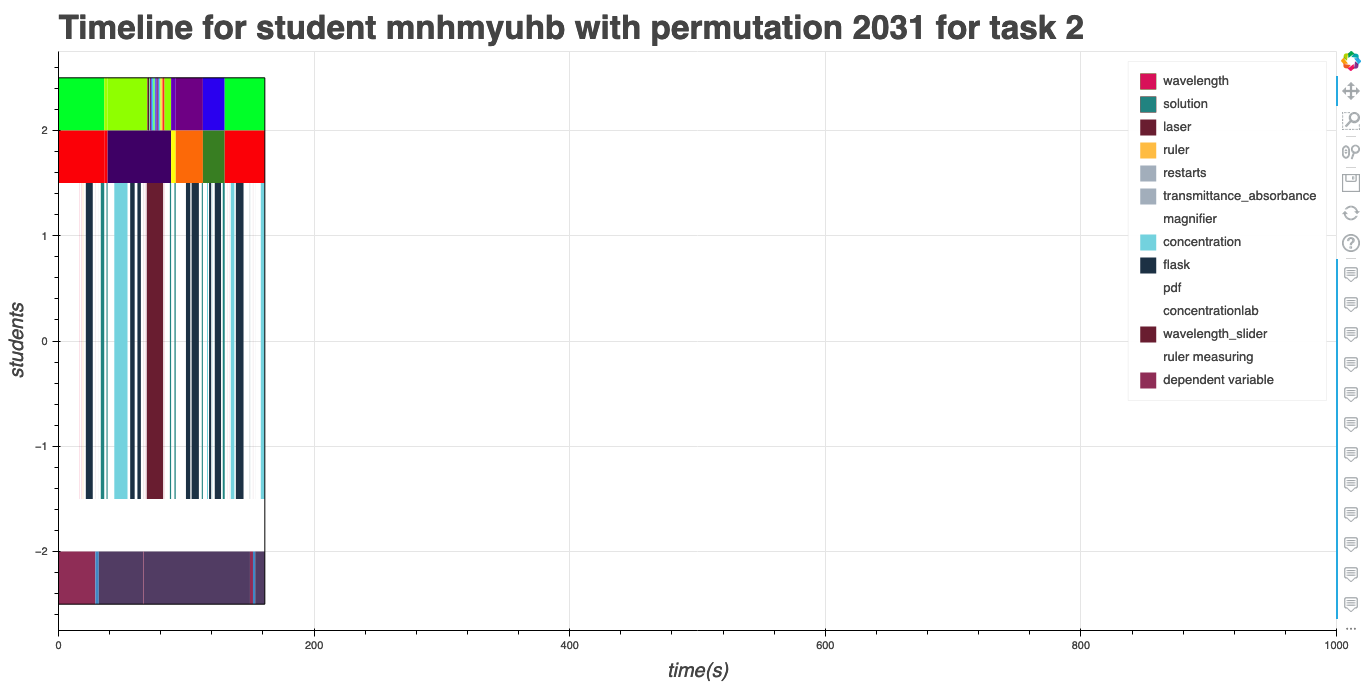 Timeline for student mnhmyuhb with permutation 2031 for task 2
wavelength
solution
laser
ruler
restarts
transmittance_absorbance
magnifier
concentration
flask
pdf
concentrationlab
wavelength_slider
ruler measuring
dependent variable
students
2
1
0
−1
−2
0
200
400
600
800
1000
time(s)